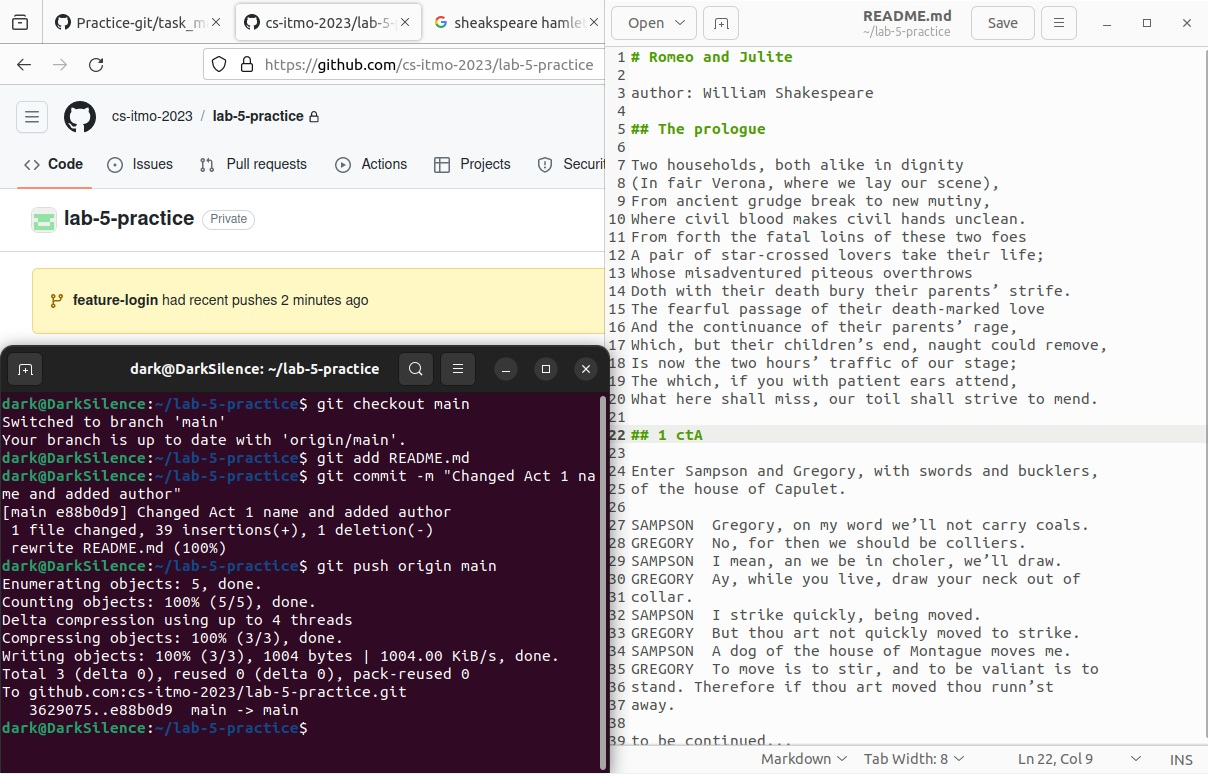 Practice-git/task_m
cs-itmo-2023/lab-5-
sheakspeare hamle
https://github.com/cs-itmo-2023/lab-5-practice
cs-itmo-2023 / lab-5-practice
Code
Issues
Pull requests
Actions
Projects
Securi
lab-5-practice Private
feature-login had recent pushes 2 minutes ago
dark@DarkSilence: ~/lab-5-practice
dark@DarkSilence:~/lab-5-practice$ git checkout main
Switched to branch 'main'
Your branch is up to date with 'origin/main'.
dark@DarkSilence:~/lab-5-practice$ git add README.md
dark@DarkSilence:~/lab-5-practice$ git commit -m "Changed Act 1 na
me and added author"
[main e88b0d9] Changed Act 1 name and added author
 1 file changed, 39 insertions(+), 1 deletion(-)
 rewrite README.md (100%)
dark@DarkSilence:~/lab-5-practice$ git push origin main
Enumerating objects: 5, done.
Counting objects: 100% (5/5), done.
Delta compression using up to 4 threads
Compressing objects: 100% (3/3), done.
Writing objects: 100% (3/3), 1004 bytes | 1004.00 KiB/s, done.
Total 3 (delta 0), reused 0 (delta 0), pack-reused 0
To github.com:cs-itmo-2023/lab-5-practice.git
   3629075..e88b0d9  main -> main
dark@DarkSilence:~/lab-5-practice$
Open
README.md
~/lab-5-practice
Save
1 # Romeo and Julite
2
3 author: William Shakespeare
4
5 ## The prologue
6
7 Two households, both alike in dignity
8 (In fair Verona, where we lay our scene),
9 From ancient grudge break to new mutiny,
10 Where civil blood makes civil hands unclean.
11 From forth the fatal loins of these two foes
12 A pair of star-crossed lovers take their life;
13 Whose misadventured piteous overthrows
14 Doth with their death bury their parents’ strife.
15 The fearful passage of their death-marked love
16 And the continuance of their parents’ rage,
17 Which, but their children’s end, naught could remove,
18 Is now the two hours’ traffic of our stage;
19 The which, if you with patient ears attend,
20 What here shall miss, our toil shall strive to mend.
21
22 ## 1 ctA
23
24 Enter Sampson and Gregory, with swords and bucklers,
25 of the house of Capulet.
26
27 SAMPSON  Gregory, on my word we’ll not carry coals.
28 GREGORY  No, for then we should be colliers.
29 SAMPSON  I mean, an we be in choler, we’ll draw.
30 GREGORY  Ay, while you live, draw your neck out of
31 collar.
32 SAMPSON  I strike quickly, being moved.
33 GREGORY  But thou art not quickly moved to strike.
34 SAMPSON  A dog of the house of Montague moves me.
35 GREGORY  To move is to stir, and to be valiant is to
36 stand. Therefore if thou art moved thou runn’st
37 away.
38
39 to be continued...
Markdown
Tab Width: 8
Ln 22, Col 9
INS